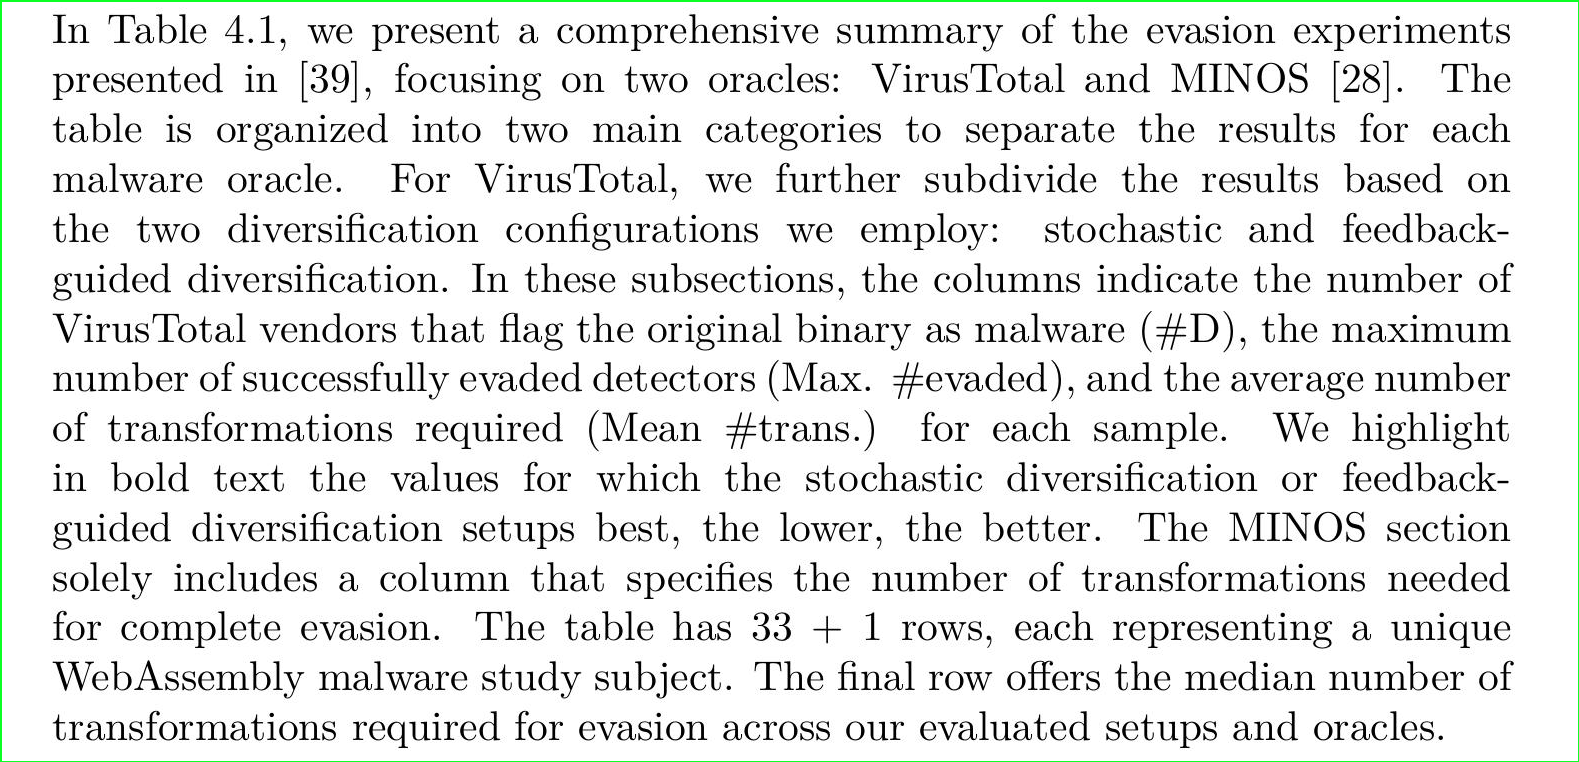 In Table 4.1, we present a comprehensive summary of the evasion experiments
presented in [39], focusing on two oracles: VirusTotal and MINOS [28]. The
table is organized into two main categories to separate the results for each
malware oracle. For VirusTotal, we further subdivide the results based on
the two diversification configurations we employ: stochastic and feedback-
guided diversification. In these subsections, the columns indicate the number of
VirusTotal vendors that flag the original binary as malware (#D), the maximum
number of successfully evaded detectors (Max. #evaded), and the average number
of transformations required (Mean #trans.) for each sample. We highlight
in bold text the values for which the stochastic diversification or feedback-
guided diversification setups best, the lower, the better. The MINOS section
solely includes a column that specifies the number of transformations needed
for complete evasion. The table has 33 + 1 rows, each representing a unique
WebAssembly malware study subject. The final row offers the median number of
transformations required for evasion across our evaluated setups and oracles.